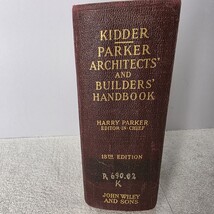 KIDDER
PARKER
ARCHITECTS'
AND
BUILDERS'
HANDBOOK
HARRY PARKER
EDITOR-IN-CHIEF
18TH EDITION
R 690.02
K
JOHN WILEY
AND SONS